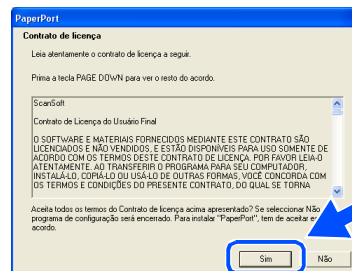 PaperPort
Contrato de licença
Leia atentamente o contrato de licença a seguir.
Prima a tecla PAGE DOWN para ver o resto do acordo.
ScanSoft
Contrato de Licença do Usuário Final
O SOFTWARE E MATERIAIS FORNECIDOS MEDIANTE ESTE CONTRATO SÃO
LICENCIADOS E NÃO VENDIDOS, E ESTÃO DISPONÍVEIS PARA USO SOMENTE DE
ACORDO COM OS TERMOS DESTE CONTRATO DE LICENÇA. POR FAVOR LEIA-O
ATENTAMENTE. AO TRANSFERIR O PROGRAMA PARA SEU COMPUTADOR,
INSTALÁ-LO, COPIÁ-LO OU USÁ-LO DE OUTRAS FORMAS, VOCÊ CONCORDA COM
OS TERMOS E CONDIÇÕES DO PRESENTE CONTRATO, DO QUAL SE TORNA
Aceita todos os termos do Contrato de licença acima apresentado? Se seleccionar Não
programa de configuração será encerrado. Para instalar "PaperPort", tem de aceitar es
acordo.
Sim
Não